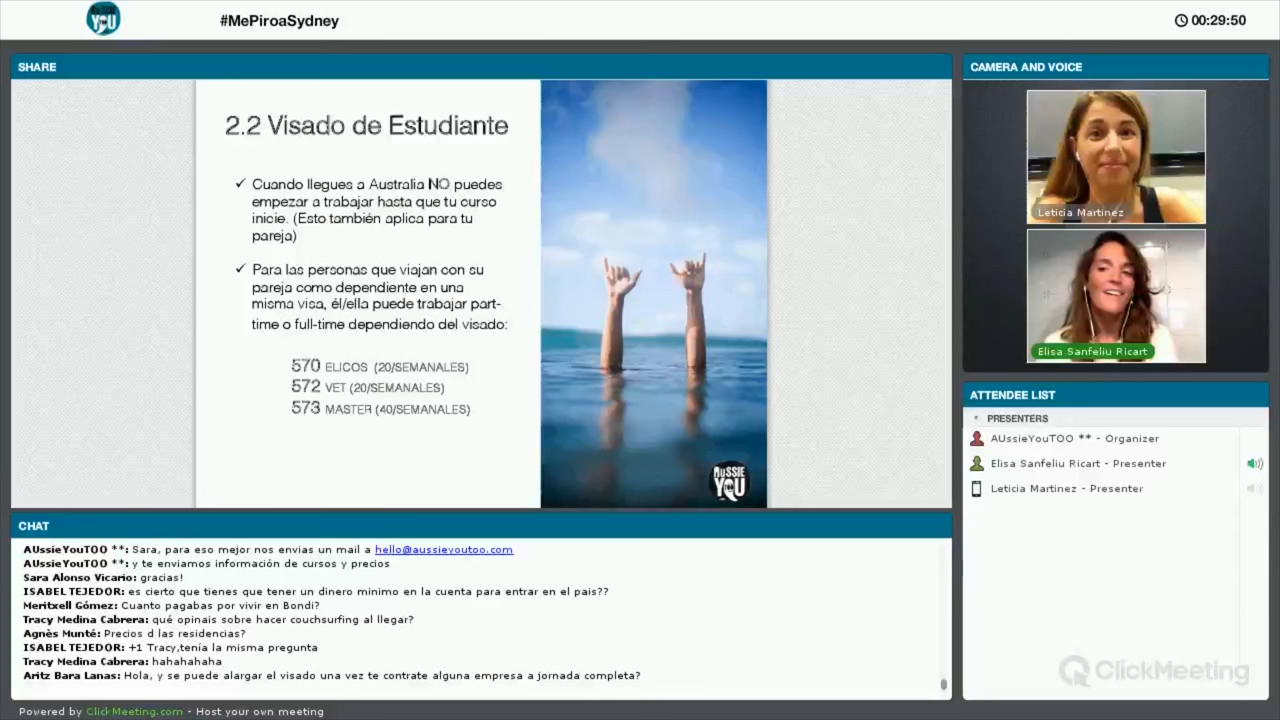 AUSSIE
YOU
#MePiroaSydney
00:29:50
SHARE
2.2 Visado de Estudiante
✓ Cuando llegues a Australia NO puedes
empezar a trabajar hasta que tu curso
inicie. (Esto también aplica para tu
pareja)
✓ Para las personas que viajan con su
pareja como dependiente en una
misma visa, él/ella puede trabajar part-
time o full-time dependiendo del visado:
570 ELICOS (20/SEMANALES)
572 VET (20/SEMANALES)
573 MASTER (40/SEMANALES)
AUSSIE
TOO
YOU
CAMERA AND VOICE
Leticia Martinez
Elisa Sanfeliu Ricart
ATTENDEE LIST
PRESENTERS
AUssieYouTOO ** - Organizer
Elisa Sanfeliu Ricart - Presenter
Leticia Martinez - Presenter
CHAT
AUssieYouTOO **: Sara, para eso mejor nos envias un mail a hello@aussieyoutoo.com
AUssieYouTOO **: y te enviamos información de cursos y precios
Sara Alonso Vicario: gracias!
ISABEL TEJEDOR: es cierto que tienes que tener un dinero minimo en la cuenta para entrar en el pais??
Meritxell Gómez: Cuanto pagabas por vivir en Bondi?
Tracy Medina Cabrera: qué opinais sobre hacer couchsurfing al llegar?
Agnès Munté: Precios d las residencias?
ISABEL TEJEDOR: +1 Tracy,tenía la misma pregunta
Tracy Medina Cabrera: hahahahaha
Aritz Bara Lanas: Hola, y se puede alargar el visado una vez te contrate alguna empresa a jornada completa?
ClickMeeting
Powered by ClickMeeting.com - Host your own meeting